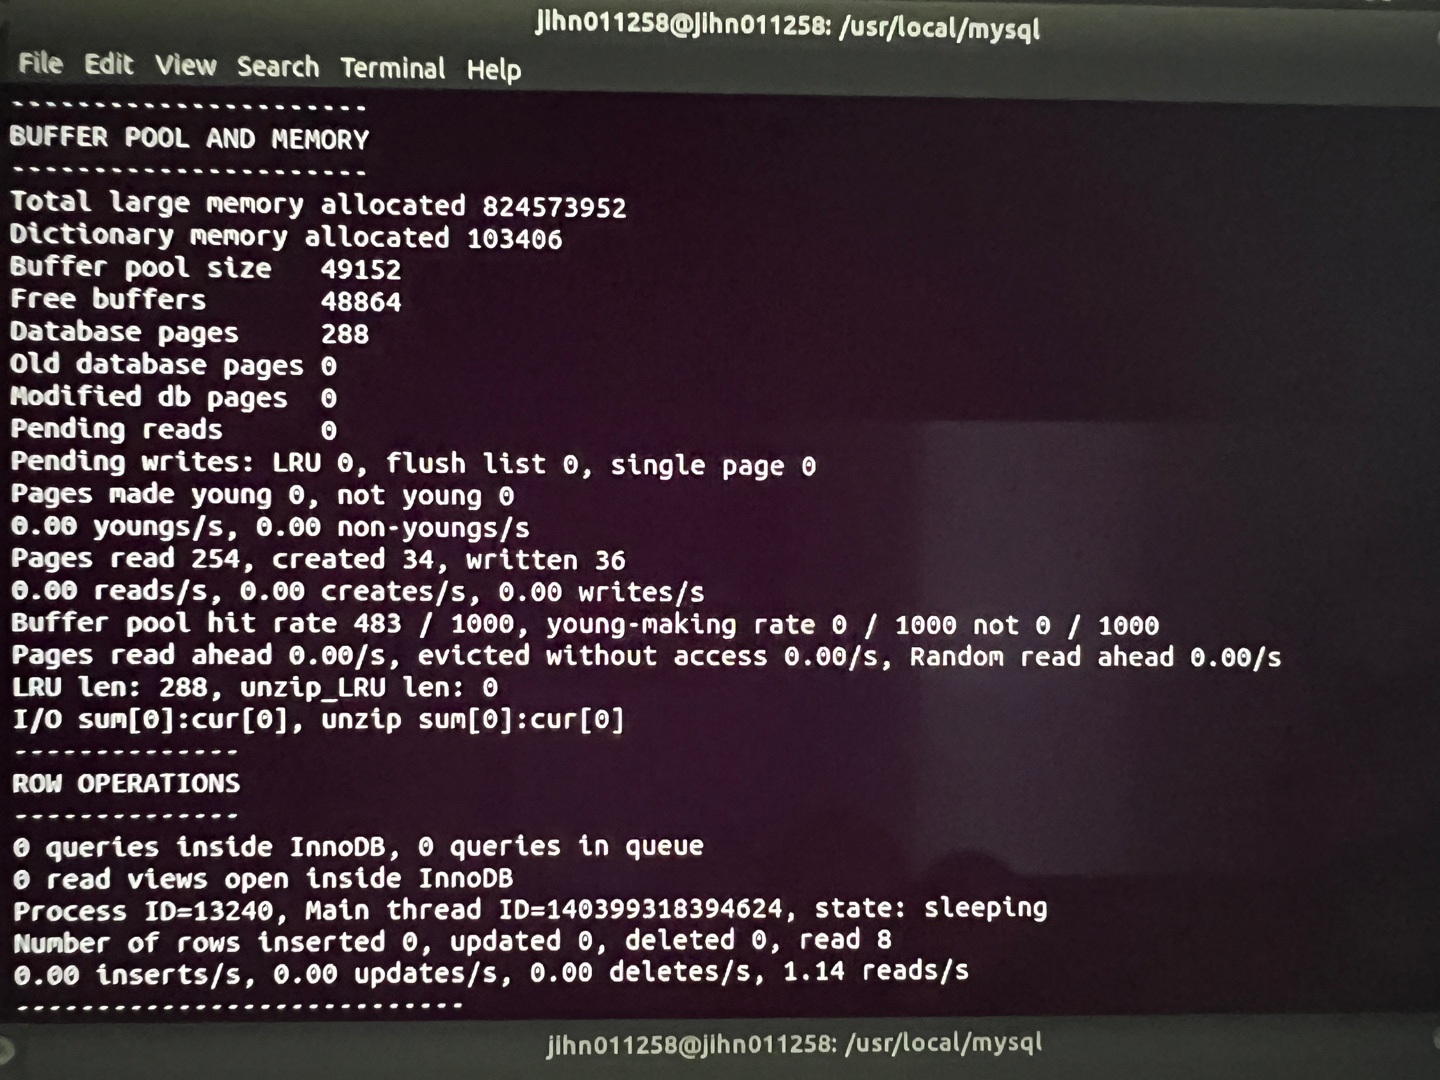 jihn011258@jihn011258: /usr/local/mysql
File Edit View Search Terminal Help
----------------------
BUFFER POOL AND MEMORY
----------------------
Total large memory allocated 824573952
Dictionary memory allocated 103406
Buffer pool size   49152
Free buffers       48864
Database pages     288
Old database pages 0
Modified db pages  0
Pending reads      0
Pending writes: LRU 0, flush list 0, single page 0
Pages made young 0, not young 0
0.00 youngs/s, 0.00 non-youngs/s
Pages read 254, created 34, written 36
0.00 reads/s, 0.00 creates/s, 0.00 writes/s
Buffer pool hit rate 483 / 1000, young-making rate 0 / 1000 not 0 / 1000
Pages read ahead 0.00/s, evicted without access 0.00/s, Random read ahead 0.00/s
LRU len: 288, unzip_LRU len: 0
I/O sum[0]:cur[0], unzip sum[0]:cur[0]
--------------
ROW OPERATIONS
--------------
0 queries inside InnoDB, 0 queries in queue
0 read views open inside InnoDB
Process ID=13240, Main thread ID=140399318394624, state: sleeping
Number of rows inserted 0, updated 0, deleted 0, read 8
0.00 inserts/s, 0.00 updates/s, 0.00 deletes/s, 1.14 reads/s
----------------------------
jihn011258@jihn011258: /usr/local/mysql